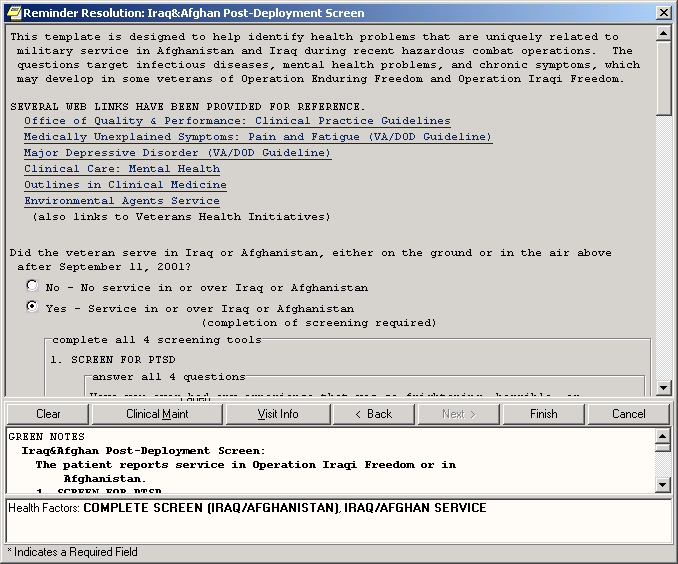 Reminder Resolution: Iraq&Afghan Post-Deployment Screen
This template is designed to help identify health problems that are uniquely related to
military service in Afghanistan and Iraq during recent hazardous combat operations. The
questions target infectious diseases, mental health problems, and chronic symptoms, which
may develop in some veterans of Operation Enduring Freedom and Operation Iraqi Freedom.
SEVERAL WEB LINKS HAVE BEEN PROVIDED FOR REFERENCE.
Office of Quality & Performance: Clinical Practice Guidelines
Medically Unexplained Symptoms: Pain and Fatigue (VA/DOD Guideline)
Major Depressive Disorder (VA/DOD Guideline)
Clinical Care: Mental Health
Outlines in Clinical Medicine
Environmental Agents Service
(also links to Veterans Health Initiatives)
Did the veteran serve in Iraq or Afghanistan, either on the ground or in the air above
after September 11, 2001?
No - No service in or over Iraq or Afghanistan
Yes - Service in or over Iraq or Afghanistan
(completion of screening required)
complete all 4 screening tools
1. SCREEN FOR PTSD
answer all 4 questions
Clear Clinical Maint Visit Info < Back Next > Finish Cancel
GREEN NOTES
Iraq&Afghan Post-Deployment Screen:
The patient reports service in Operation Iraqi Freedom or in
Afghanistan.
1. SCREEN FOR PTSD
Health Factors: COMPLETE SCREEN (IRAQ/AFGHANISTAN), IRAQ/AFGHAN SERVICE
* Indicates a Required Field